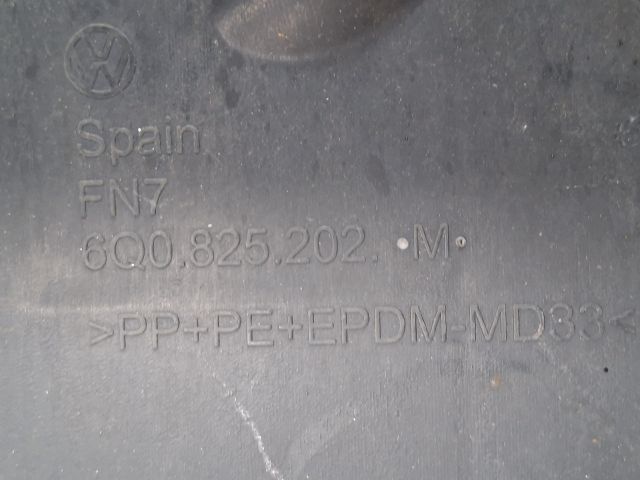 Spain
FN7
6Q0.825.202. •M•
>PP+PE+EPDM-MD33<